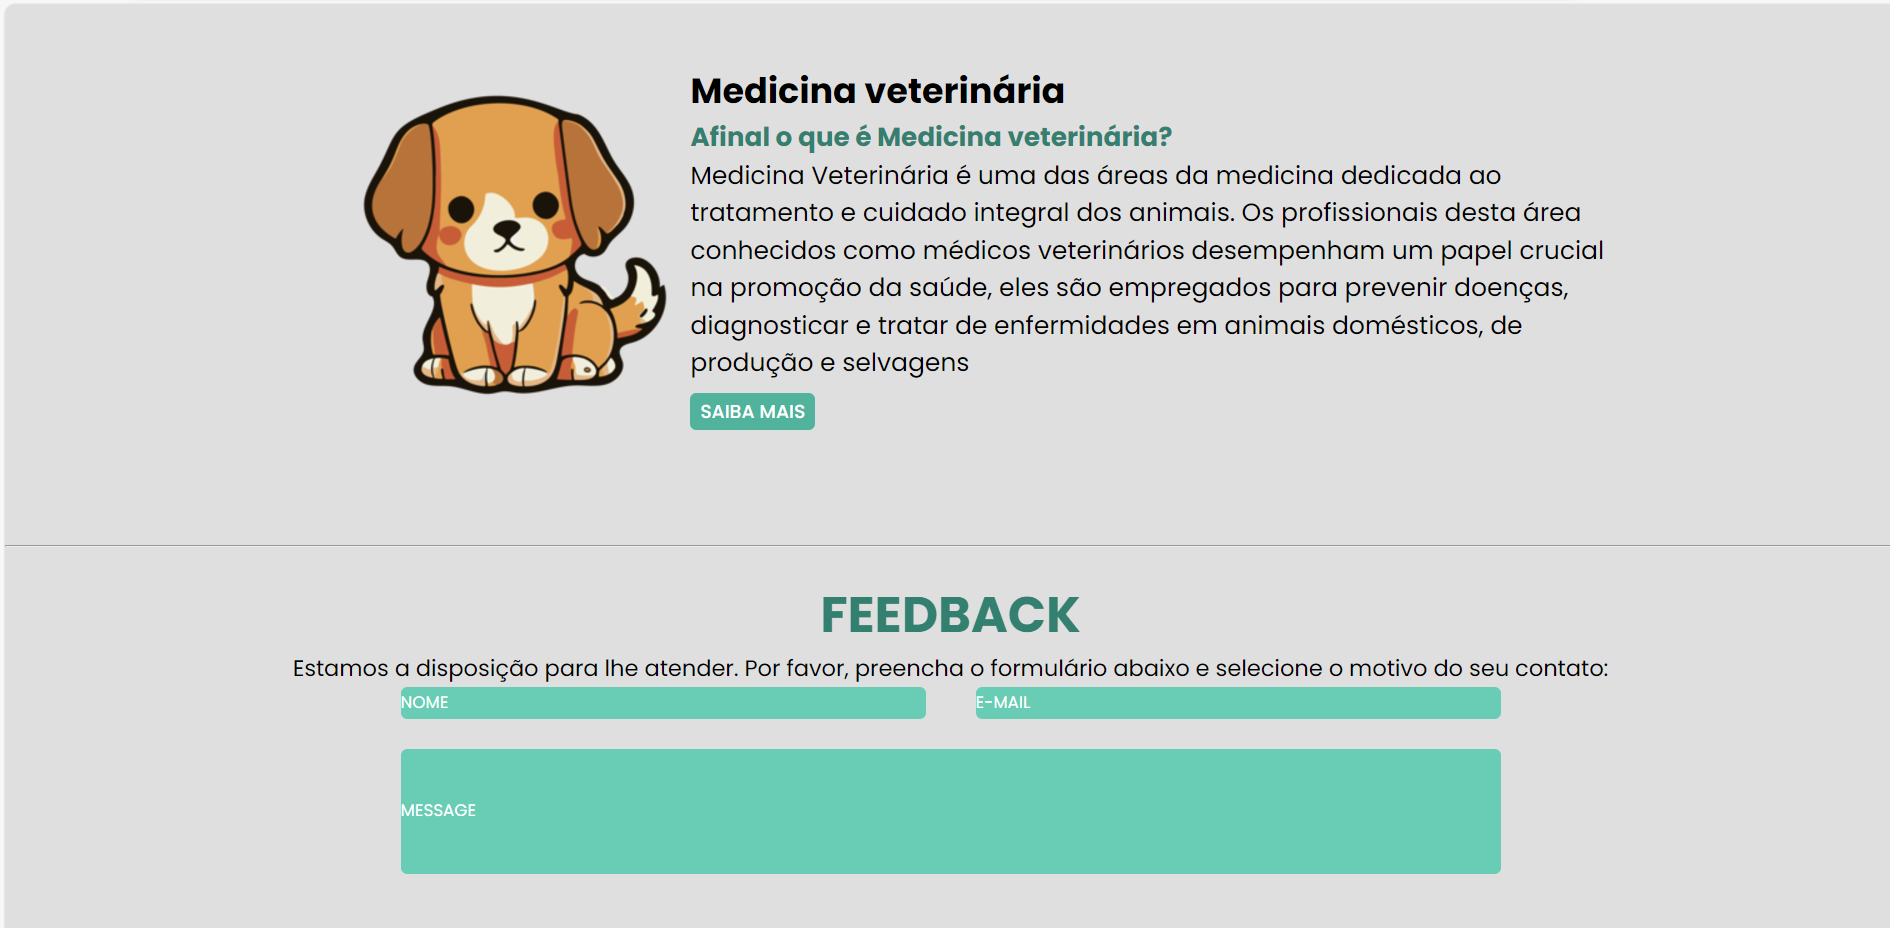 Medicina veterinária
Afinal o que é Medicina veterinária?
Medicina Veterinária é uma das áreas da medicina dedicada ao
tratamento e cuidado integral dos animais. Os profissionais desta área
conhecidos como médicos veterinários desempenham um papel crucial
na promoção da saúde, eles são empregados para prevenir doenças,
diagnosticar e tratar de enfermidades em animais domésticos, de
produção e selvagens
SAIBA MAIS
FEEDBACK
Estamos a disposição para lhe atender. Por favor, preencha o formulário abaixo e selecione o motivo do seu contato:
NOME
E-MAIL
MESSAGE